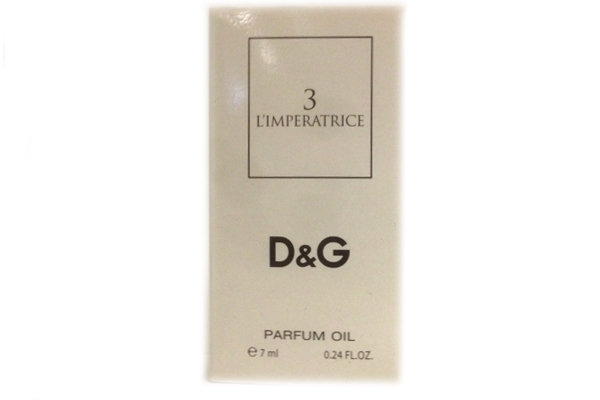 3
L'IMPERATRICE
D&G
PARFUM OIL
℮ 7 ml 0.24 FL.OZ.